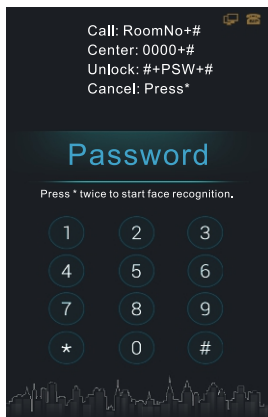 Call: RoomNo+#
Center: 0000+#
Unlock: #+PSW+#
Cancel: Press*
Password
Press * twice to start face recognition.
1 2 3
4 5 6
7 8 9
* 0 #